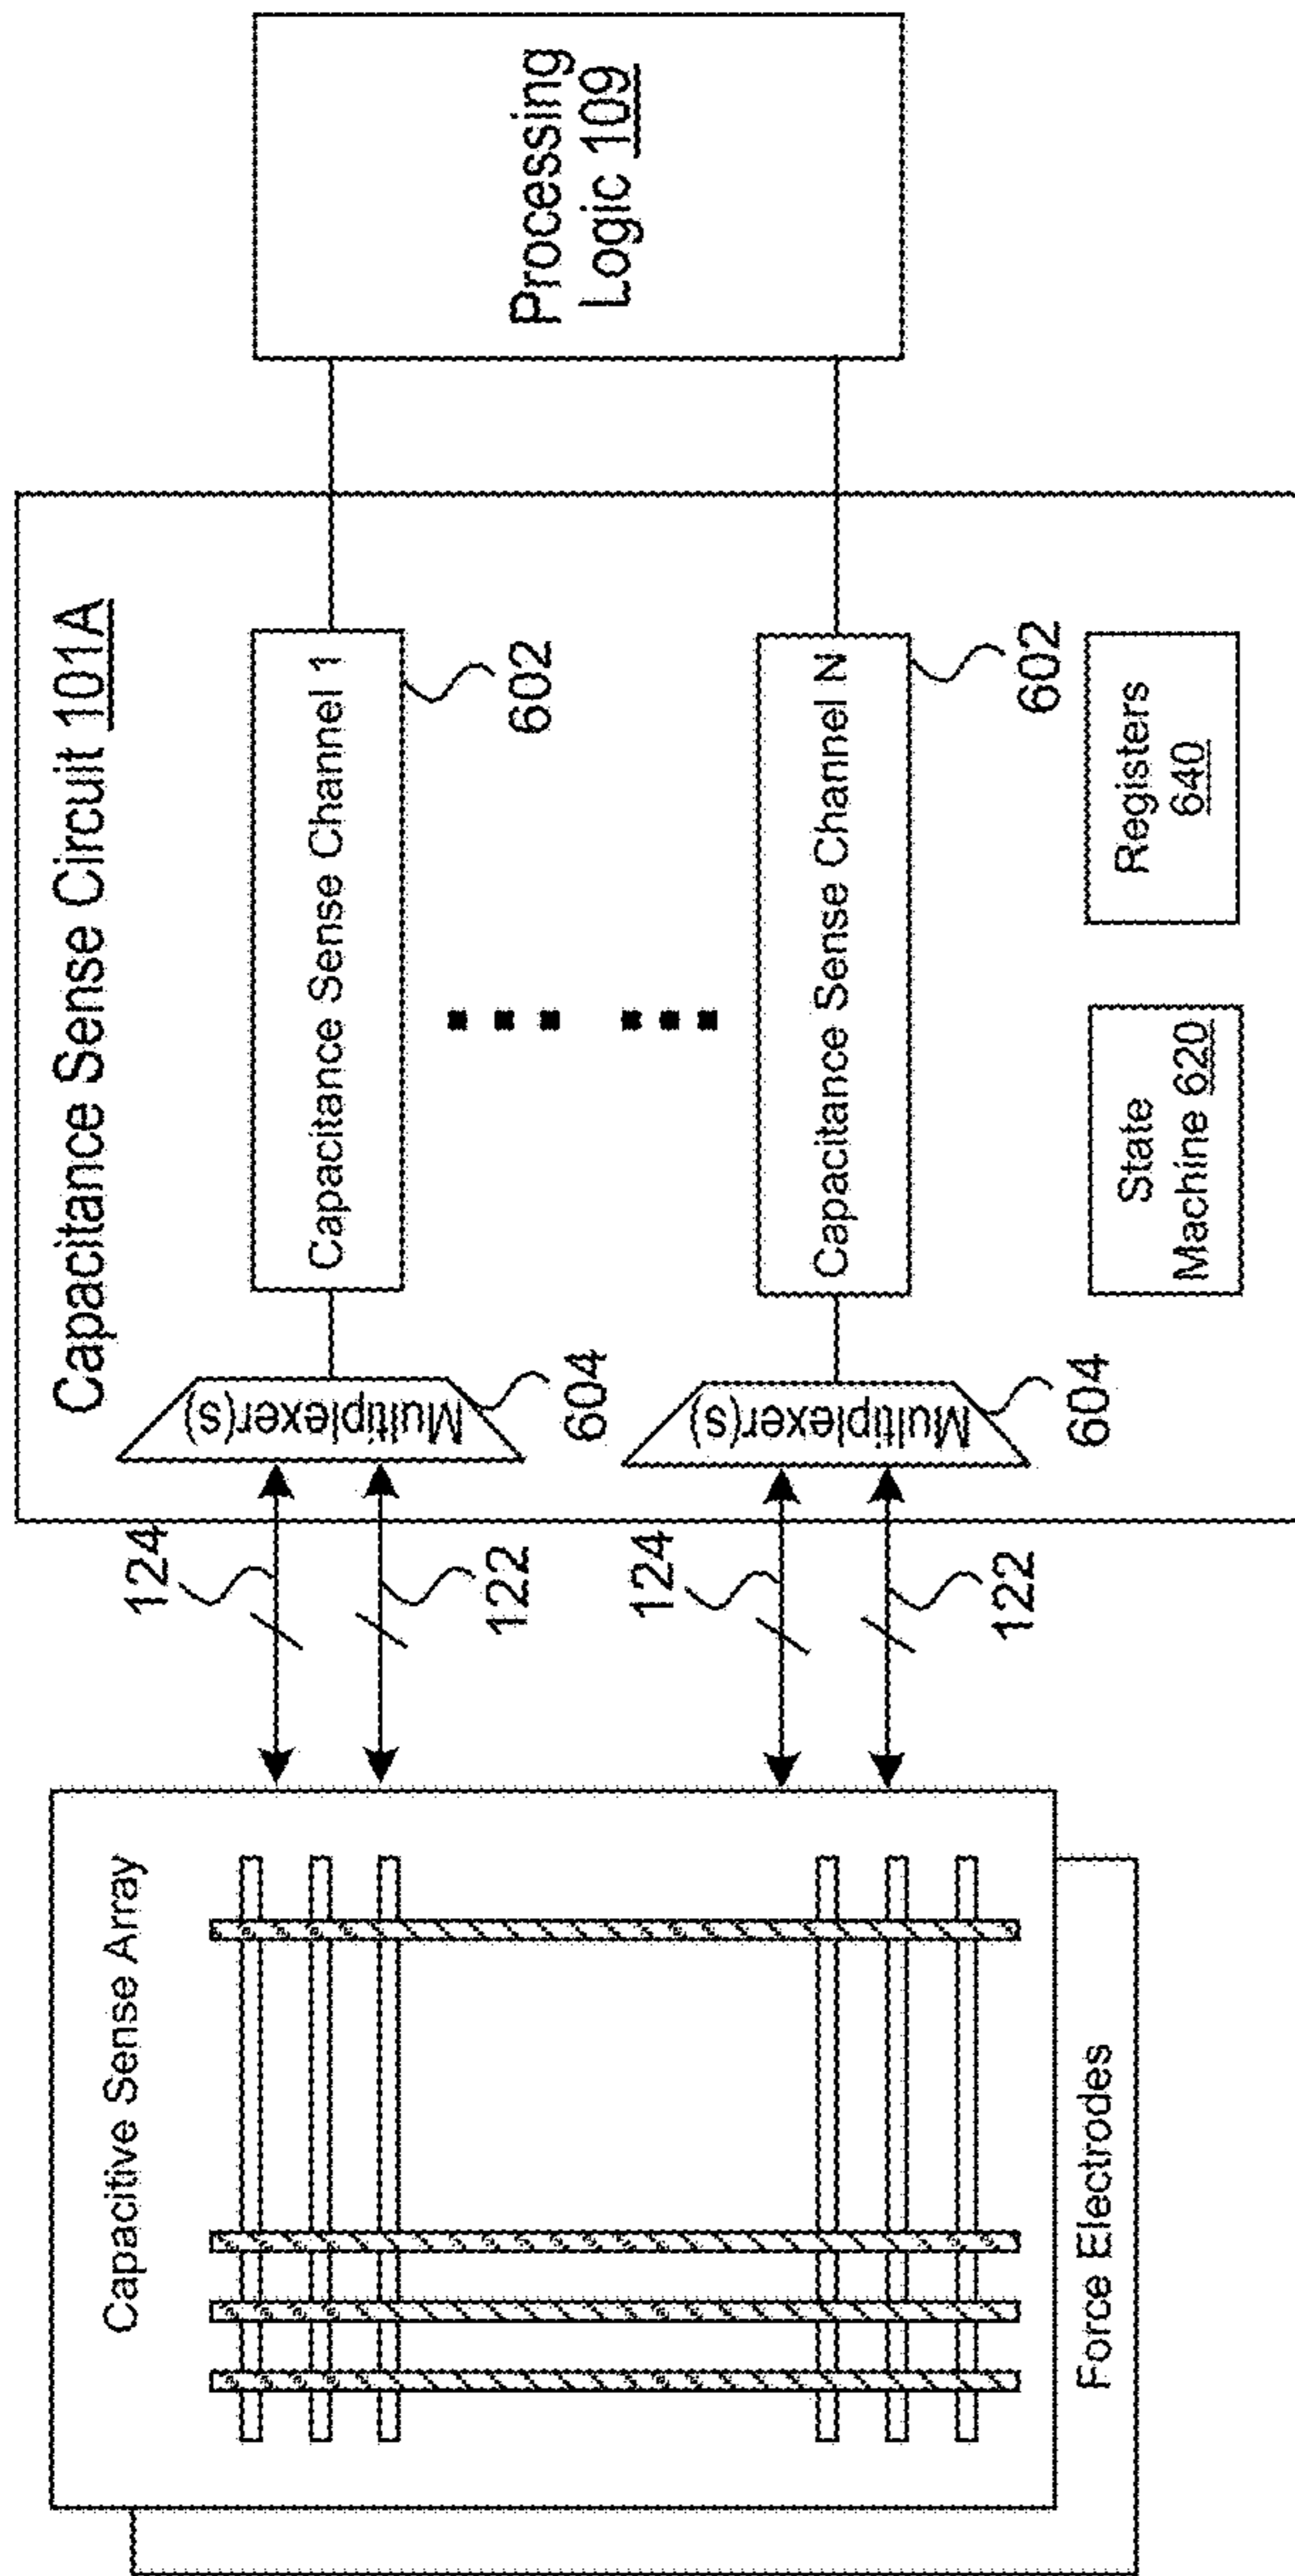 Capacitive Sense Array
Force Electrodes
124
122
124
122
Capacitance Sense Circuit 101A
Multiplexer(s)
604
Capacitance Sense Channel 1
602
Multiplexer(s)
604
Capacitance Sense Channel N
602
State
Machine 620
Registers
640
Processing
Logic 109